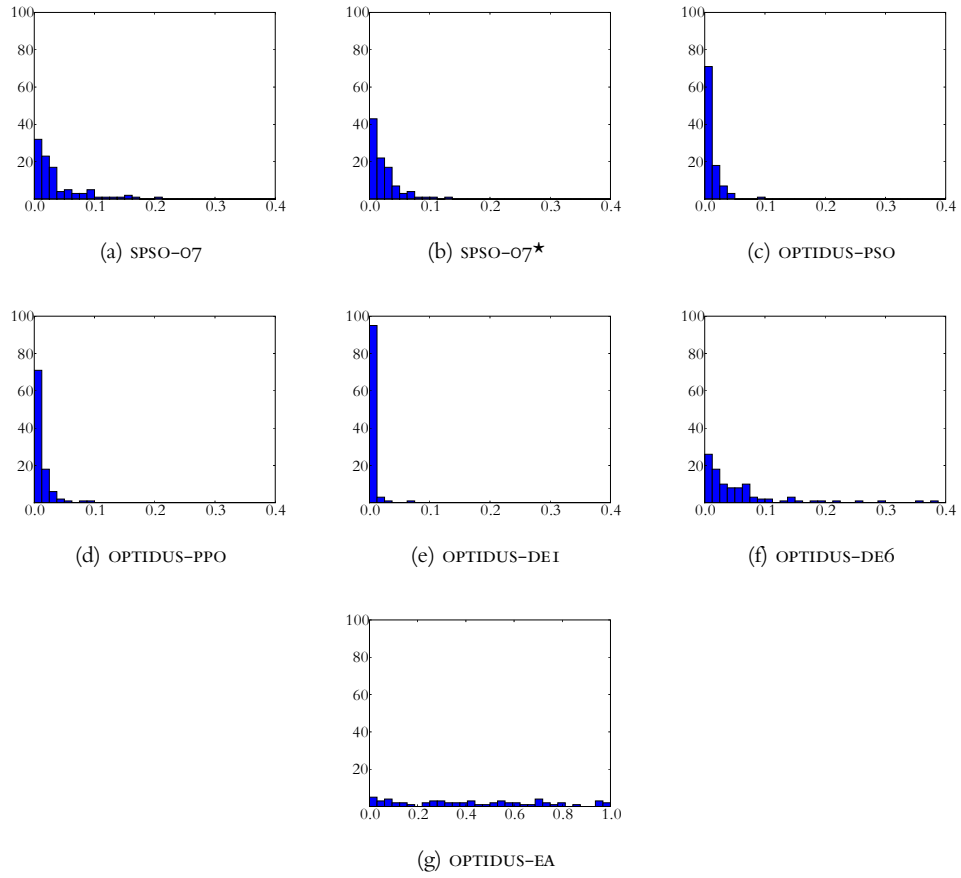 100
80
60
40
20
0.0 0.1 0.2 0.3 0.4
(a) SPSO-07
100
80
60
40
20
0.0 0.1 0.2 0.3 0.4
(b) SPSO-07★
100
80
60
40
20
0.0 0.1 0.2 0.3 0.4
(c) OPTIDUS-PSO
100
80
60
40
20
0.0 0.1 0.2 0.3 0.4
(d) OPTIDUS-PPO
100
80
60
40
20
0.0 0.1 0.2 0.3 0.4
(e) OPTIDUS-DE1
100
80
60
40
20
0.0 0.1 0.2 0.3 0.4
(f) OPTIDUS-DE6
100
80
60
40
20
0.0 0.2 0.4 0.6 0.8 1.0
(g) OPTIDUS-EA